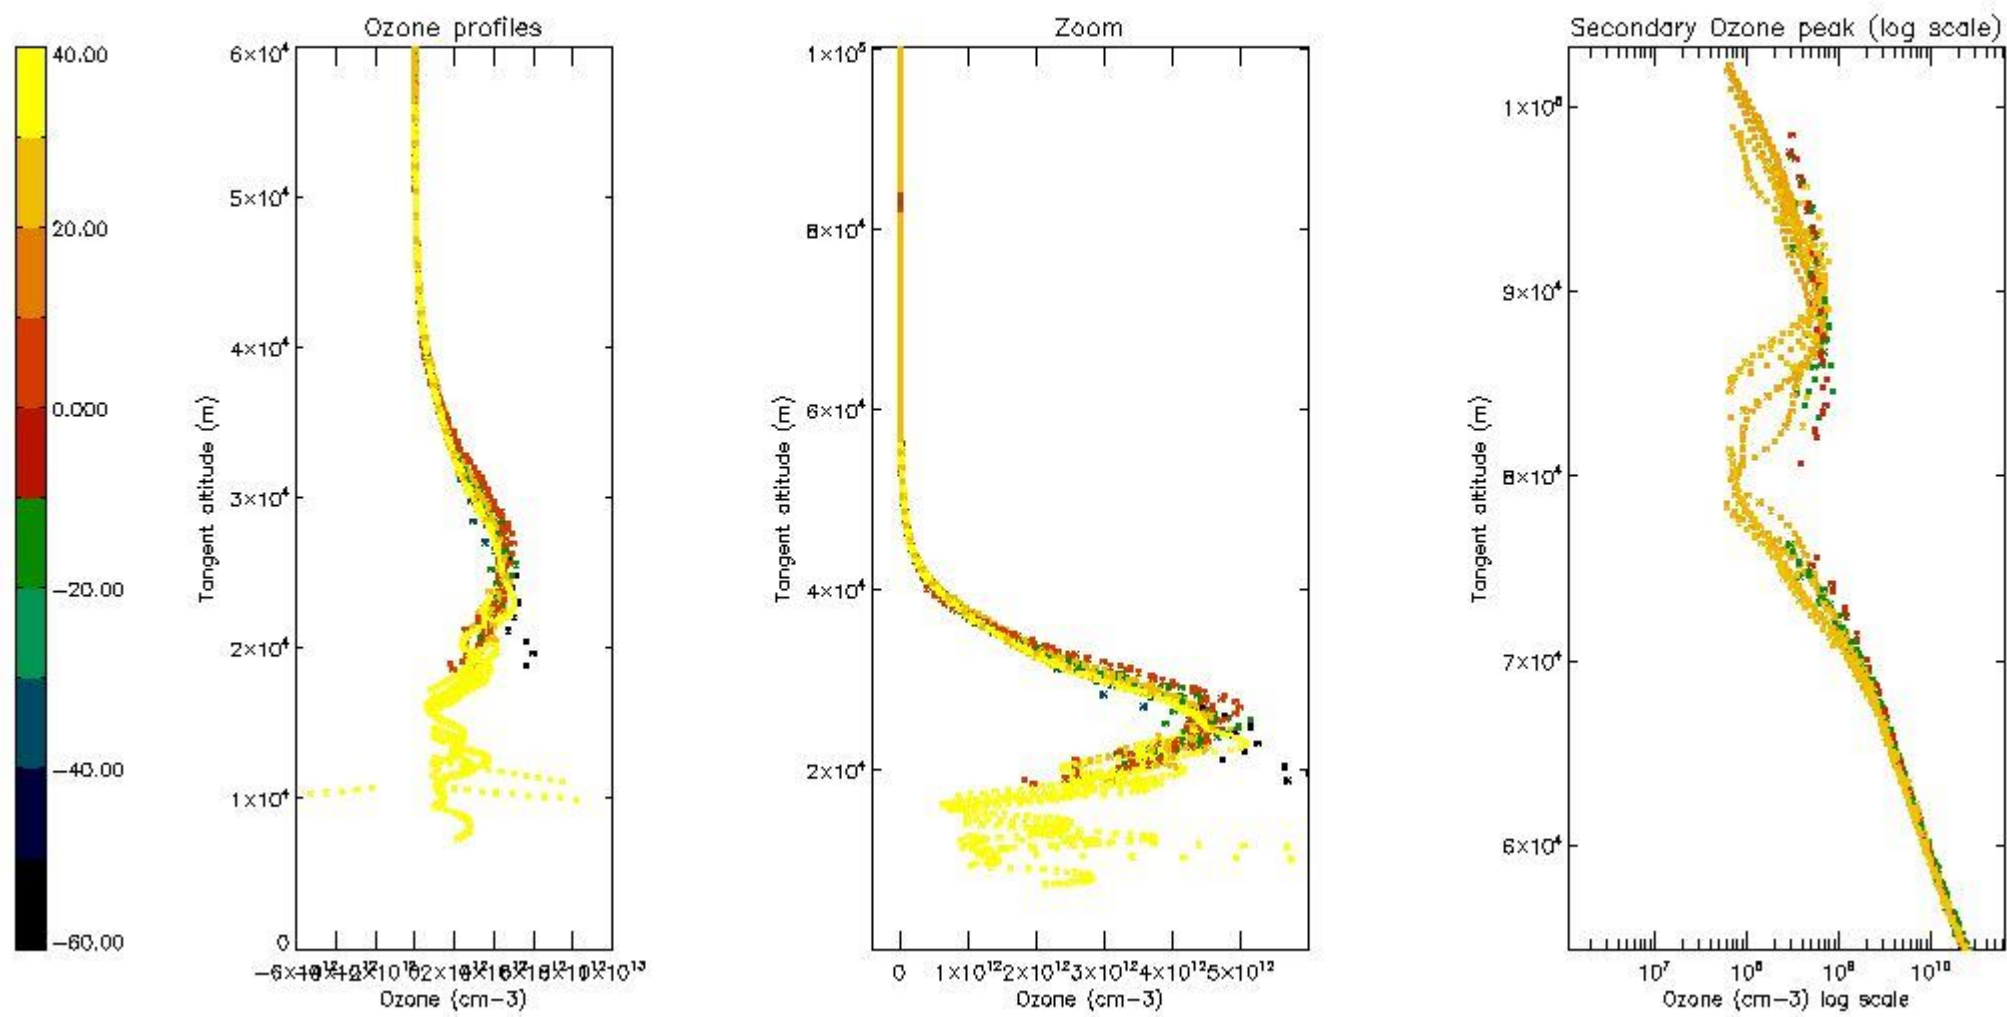 Ozone profiles
Zoom
Secondary Ozone peak (log scale)
40.00
20.00
0.000
−20.00
−40.00
−60.00
6×10⁴
5×10⁴
4×10⁴
3×10⁴
2×10⁴
1×10⁴
0
Tangent altitude (m)
Ozone (cm−3)
1×10⁵
8×10⁴
6×10⁴
4×10⁴
2×10⁴
Tangent altitude (m)
0 1×10¹² 2×10¹² 3×10¹² 4×10¹² 5×10¹²
Ozone (cm−3)
9×10⁴
8×10⁴
7×10⁴
6×10⁴
Tangent altitude (m)
10⁷ 10⁸ 10⁹ 10¹⁰
Ozone (cm−3) log scale